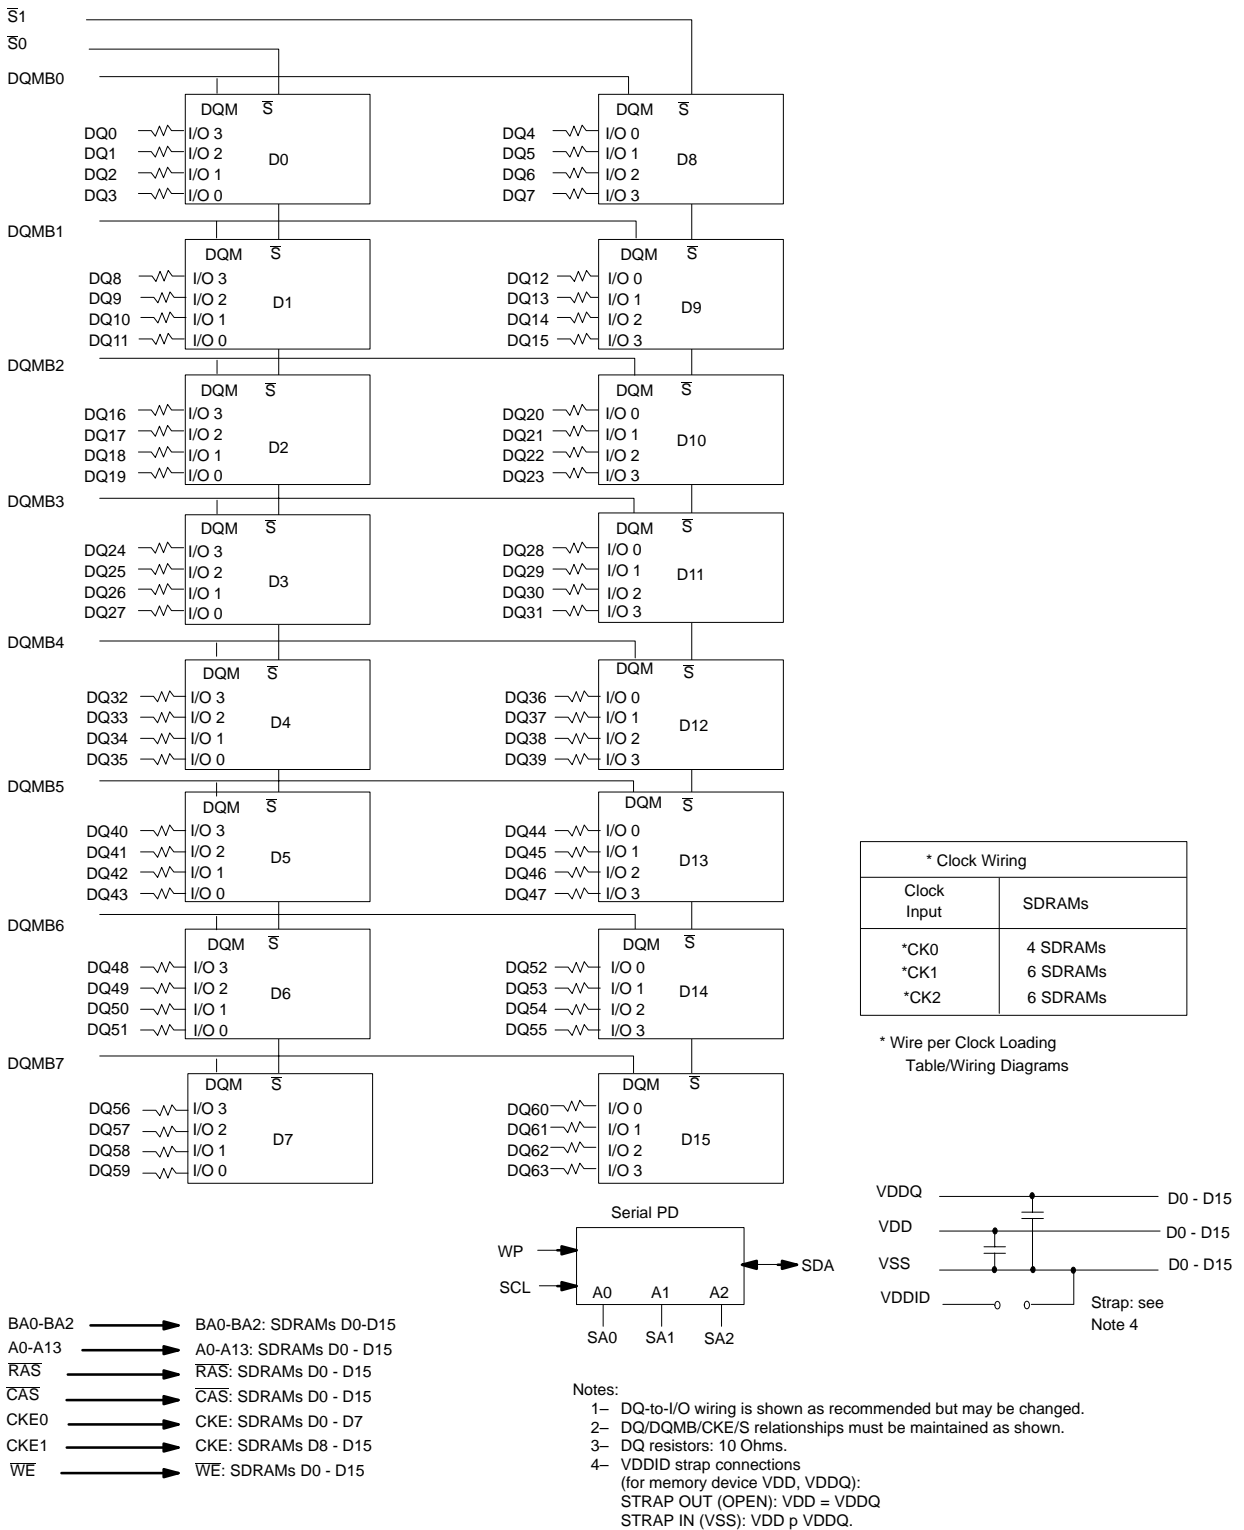 S̅1
S̅0
DQMB0
DQM S̅
DQ0 I/O 3
DQ1 I/O 2
DQ2 I/O 1
DQ3 I/O 0
D0
DQM S̅
DQ4 I/O 0
DQ5 I/O 1
DQ6 I/O 2
DQ7 I/O 3
D8
DQMB1
DQM S̅
DQ8 I/O 3
DQ9 I/O 2
DQ10 I/O 1
DQ11 I/O 0
D1
DQM S̅
DQ12 I/O 0
DQ13 I/O 1
DQ14 I/O 2
DQ15 I/O 3
D9
DQMB2
DQM S̅
DQ16 I/O 3
DQ17 I/O 2
DQ18 I/O 1
DQ19 I/O 0
D2
DQM S̅
DQ20 I/O 0
DQ21 I/O 1
DQ22 I/O 2
DQ23 I/O 3
D10
DQMB3
DQM S̅
DQ24 I/O 3
DQ25 I/O 2
DQ26 I/O 1
DQ27 I/O 0
D3
DQM S̅
DQ28 I/O 0
DQ29 I/O 1
DQ30 I/O 2
DQ31 I/O 3
D11
DQMB4
DQM S̅
DQ32 I/O 3
DQ33 I/O 2
DQ34 I/O 1
DQ35 I/O 0
D4
DQM S̅
DQ36 I/O 0
DQ37 I/O 1
DQ38 I/O 2
DQ39 I/O 3
D12
DQMB5
DQM S̅
DQ40 I/O 3
DQ41 I/O 2
DQ42 I/O 1
DQ43 I/O 0
D5
DQM S̅
DQ44 I/O 0
DQ45 I/O 1
DQ46 I/O 2
DQ47 I/O 3
D13
DQMB6
DQM S̅
DQ48 I/O 3
DQ49 I/O 2
DQ50 I/O 1
DQ51 I/O 0
D6
DQM S̅
DQ52 I/O 0
DQ53 I/O 1
DQ54 I/O 2
DQ55 I/O 3
D14
DQMB7
DQM S̅
DQ56 I/O 3
DQ57 I/O 2
DQ58 I/O 1
DQ59 I/O 0
D7
DQM S̅
DQ60 I/O 0
DQ61 I/O 1
DQ62 I/O 2
DQ63 I/O 3
D15
* Clock Wiring
Clock Input SDRAMs
*CK0 4 SDRAMs
*CK1 6 SDRAMs
*CK2 6 SDRAMs
* Wire per Clock Loading
Table/Wiring Diagrams
Serial PD
WP
SCL
SDA
A0 A1 A2
SA0 SA1 SA2
VDDQ D0 - D15
VDD D0 - D15
VSS D0 - D15
VDDID
Strap: see
Note 4
BA0-BA2 BA0-BA2: SDRAMs D0-D15
A0-A13 A0-A13: SDRAMs D0 - D15
R̅A̅S̅ R̅A̅S̅: SDRAMs D0 - D15
C̅A̅S̅ C̅A̅S̅: SDRAMs D0 - D15
CKE0 CKE: SDRAMs D0 - D7
CKE1 CKE: SDRAMs D8 - D15
W̅E̅ W̅E̅: SDRAMs D0 - D15
Notes:
1– DQ-to-I/O wiring is shown as recommended but may be changed.
2– DQ/DQMB/CKE/S relationships must be maintained as shown.
3– DQ resistors: 10 Ohms.
4– VDDID strap connections
(for memory device VDD, VDDQ):
STRAP OUT (OPEN): VDD = VDDQ
STRAP IN (VSS): VDD p VDDQ.